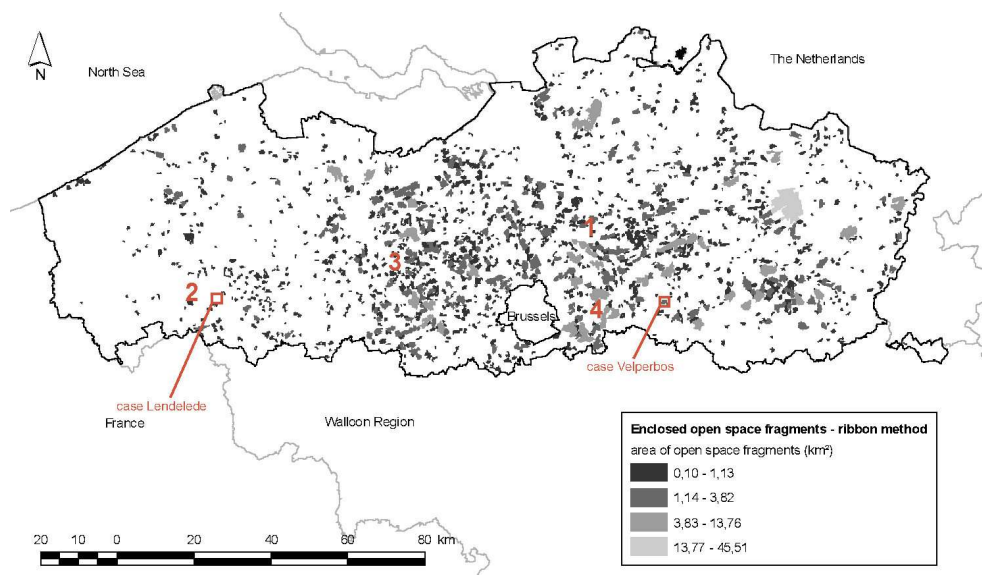 N
North Sea
The Netherlands
1
3
2
4
Brussels
case Velperbos
case Lendelede
France
Walloon Region
Enclosed open space fragments - ribbon method
area of open space fragments (km²)
0,10 - 1,13
1,14 - 3,82
3,83 - 13,76
13,77 - 45,51
20 10 0 20 40 60 80 km